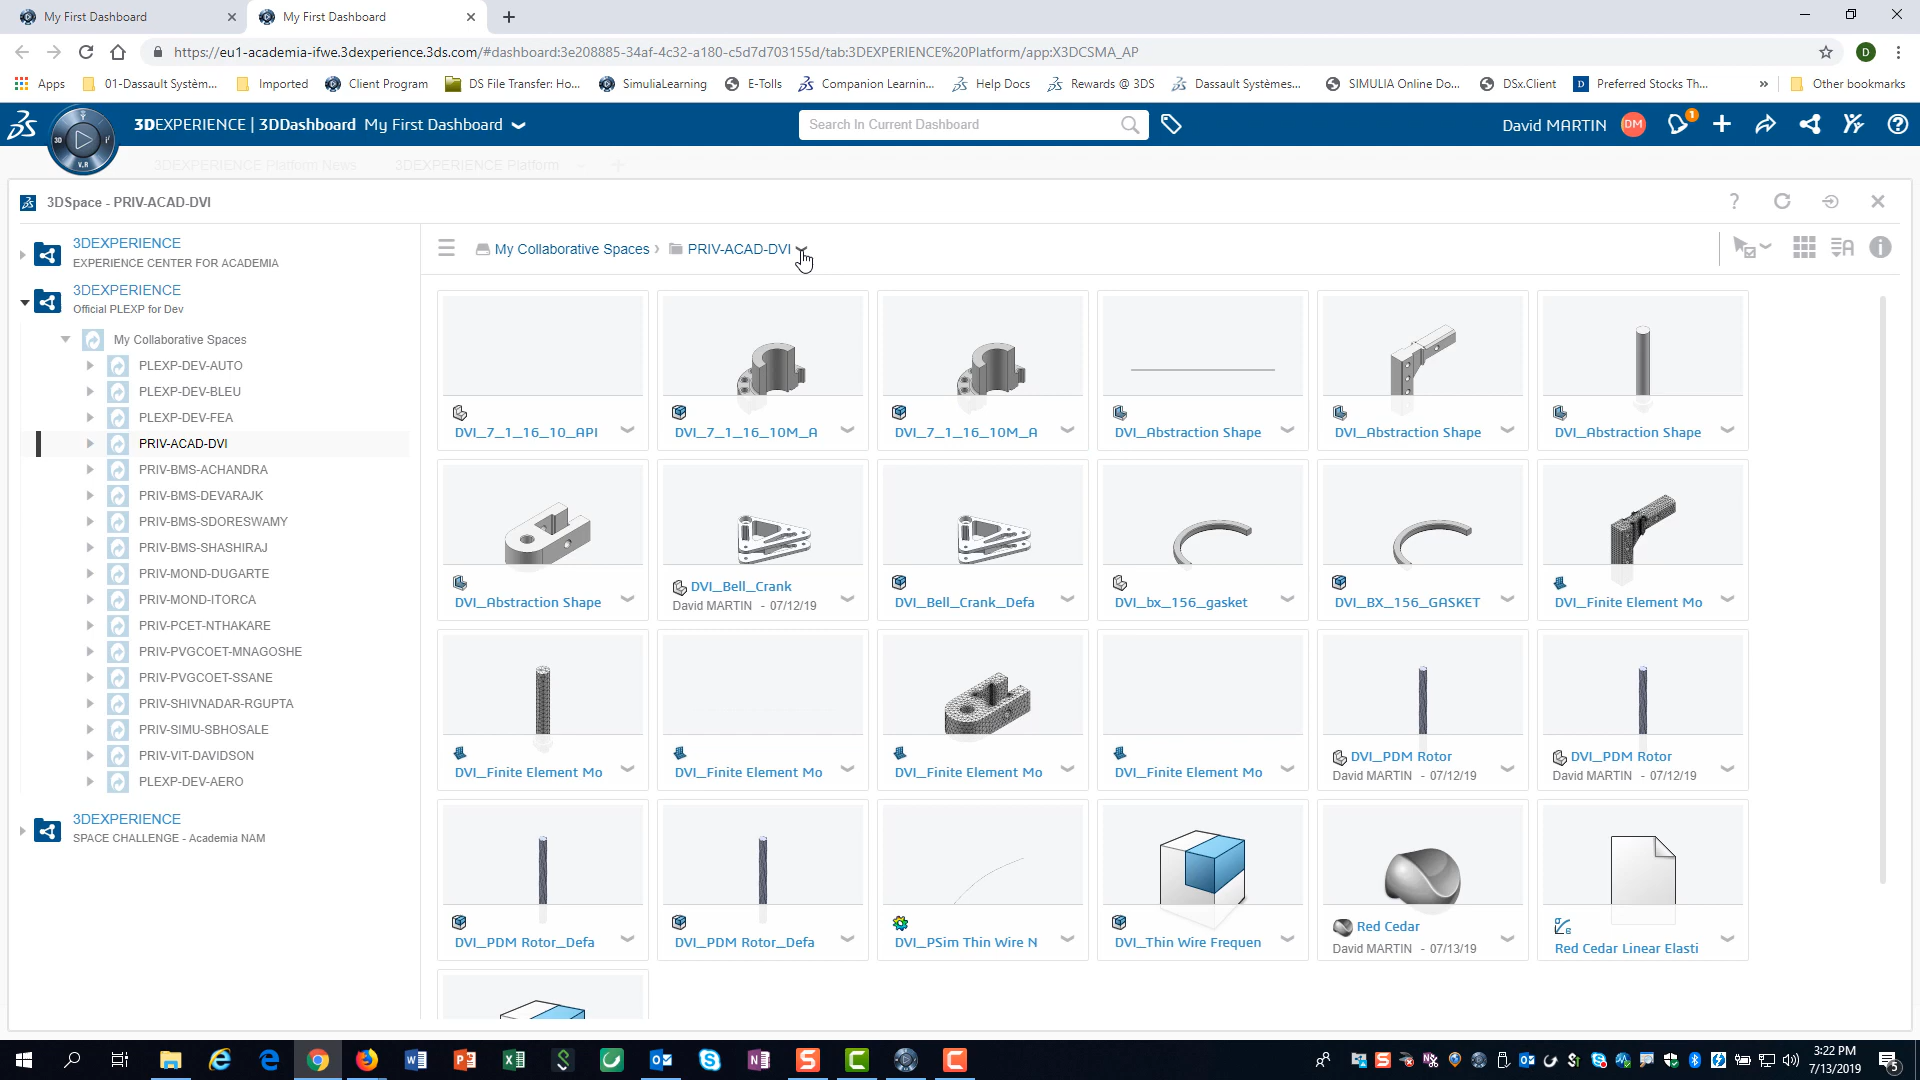 My First Dashboard
My First Dashboard
https://eu1-academia-ifwe.3dexperience.3ds.com/#dashboard:3e208885-34af-4c32-a180-c5d7d703155d/tab:3DEXPERIENCE%20Platform/app:X3DCSMA_AP
D
Apps 01-Dassault Systèm... Imported Client Program DS File Transfer: Ho... SimuliaLearning E-Tolls Companion Learnin... Help Docs Rewards @ 3DS Dassault Systèmes... SIMULIA Online Do... DSx.Client Preferred Stocks Th... » Other bookmarks
3DEXPERIENCE | 3DDashboard My First Dashboard
Search In Current Dashboard
David MARTIN DM 1
3D V.R
3DEXPERIENCE Platform News 3DEXPERIENCE Platform
3DSpace - PRIV-ACAD-DVI
3DEXPERIENCE
EXPERIENCE CENTER FOR ACADEMIA
3DEXPERIENCE
Official PLEXP for Dev
My Collaborative Spaces
PLEXP-DEV-AUTO
PLEXP-DEV-BLEU
PLEXP-DEV-FEA
PRIV-ACAD-DVI
PRIV-BMS-ACHANDRA
PRIV-BMS-DEVARAJK
PRIV-BMS-SDORESWAMY
PRIV-BMS-SHASHIRAJ
PRIV-MOND-DUGARTE
PRIV-MOND-ITORCA
PRIV-PCET-NTHAKARE
PRIV-PVGCOET-MNAGOSHE
PRIV-PVGCOET-SSANE
PRIV-SHIVNADAR-RGUPTA
PRIV-SIMU-SBHOSALE
PRIV-VIT-DAVIDSON
PLEXP-DEV-AERO
3DEXPERIENCE
SPACE CHALLENGE - Academia NAM
My Collaborative Spaces › PRIV-ACAD-DVI
DVI_7_1_16_10_API
DVI_7_1_16_10M_A
DVI_7_1_16_10M_A
DVI_Abstraction Shape
DVI_Abstraction Shape
DVI_Abstraction Shape
DVI_Abstraction Shape
DVI_Bell_Crank
David MARTIN - 07/12/19
DVI_Bell_Crank_Defa
DVI_bx_156_gasket
DVI_BX_156_GASKET
DVI_Finite Element Mo
DVI_Finite Element Mo
DVI_Finite Element Mo
DVI_Finite Element Mo
DVI_Finite Element Mo
DVI_PDM Rotor
David MARTIN - 07/12/19
DVI_PDM Rotor
David MARTIN - 07/12/19
DVI_PDM Rotor_Defa
DVI_PDM Rotor_Defa
DVI_PSim Thin Wire N
DVI_Thin Wire Frequen
Red Cedar
David MARTIN - 07/13/19
Red Cedar Linear Elasti
3:22 PM
7/13/2019
5